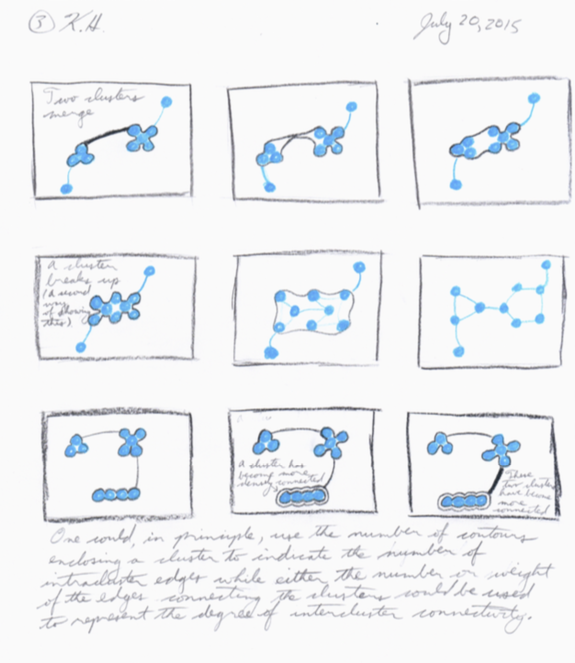 ③ K.H.
July 20, 2015
Two clusters
merge
A cluster
breaks up
(A second
way
of showing
this).
A cluster has
become more
densely connected
These
two clusters
have become
more
connected
One could, in principle, use the number of contours
enclosing a cluster to indicate the number of
intracluster edges while either the number or weight
of the edges connecting the clusters could be used
to represent the degree of intercluster connectivity.